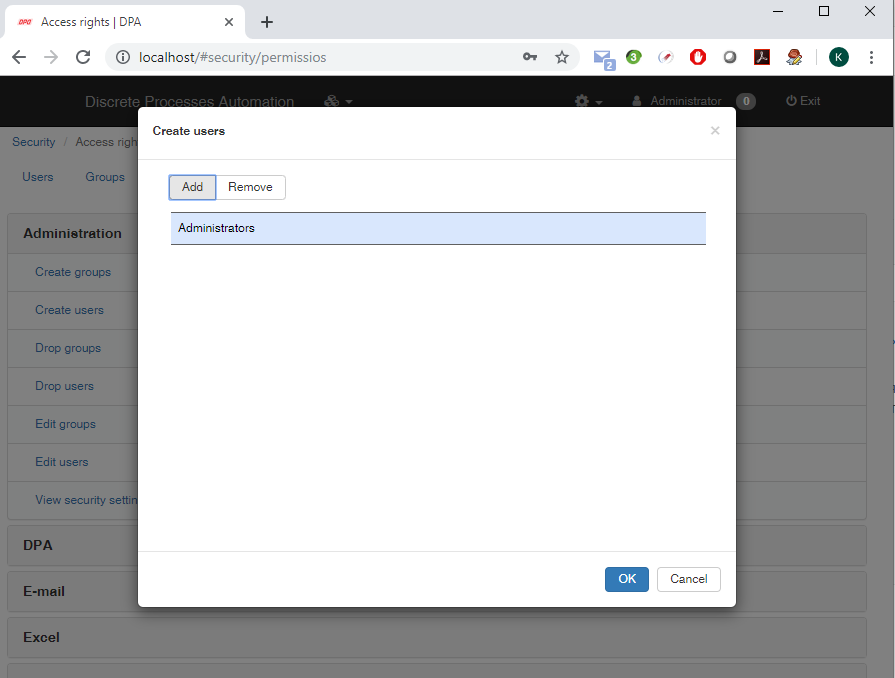 DPA Access rights | DPA
localhost/#security/permissios
2 3 K
Discrete Processes Automation Administrator 0 Exit
Create users ×
Security / Access righ
Users Groups
Add Remove
Administrators
Administration
Create groups
Create users
Drop groups
Drop users
Edit groups
Edit users
View security settin
DPA
E-mail
Excel
OK Cancel